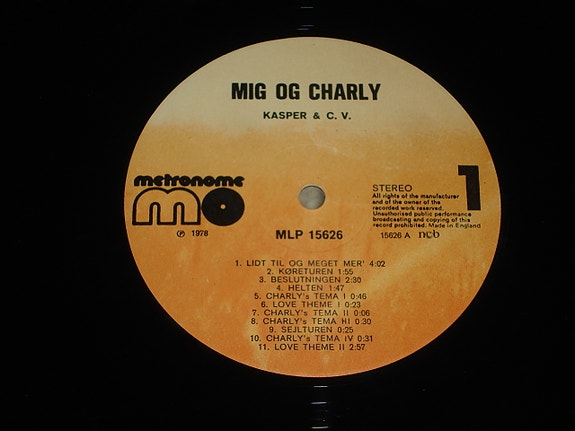 MIG OG CHARLY
KASPER & C. V.
metronome
mo
℗ 1978
STEREO
All rights of the manufacturer
and of the owner of the
recorded work reserved.
Unauthorised public performance
broadcasting and copying of this
record prohibited. Made in England
1
15626 A ncb
MLP 15626
1. LIDT TIL OG MEGET MER' 4:02
2. KØRETUREN 1:55
3. BESLUTNINGEN 2:30
4. HELTEN 1:47
5. CHARLY's TEMA I 0:46
6. LOVE THEME I 0:23
7. CHARLY's TEMA II 0:06
8. CHARLY's TEMA III 0:30
9. SEJLTUREN 0:25
10. CHARLY's TEMA IV 0:31
11. LOVE THEME II 2:57